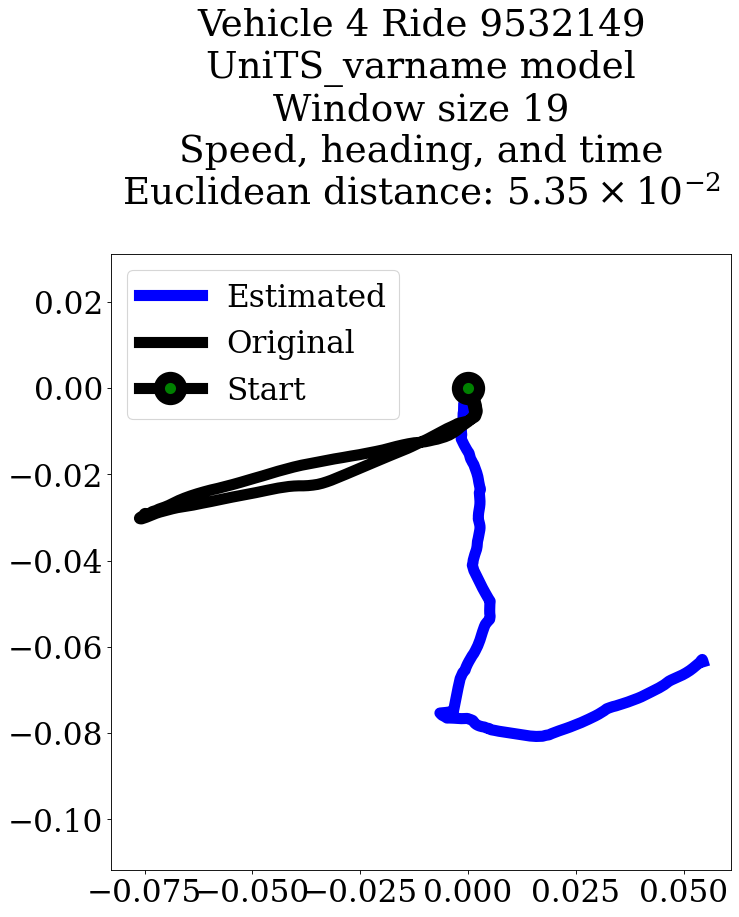 Vehicle 4 Ride 9532149
UniTS_varname model
Window size 19
Speed, heading, and time
Euclidean distance: 5.35 × 10⁻²
Estimated
Original
Start
0.02
0.00
−0.02
−0.04
−0.06
−0.08
−0.10
−0.075 −0.050 −0.025 0.000 0.025 0.050